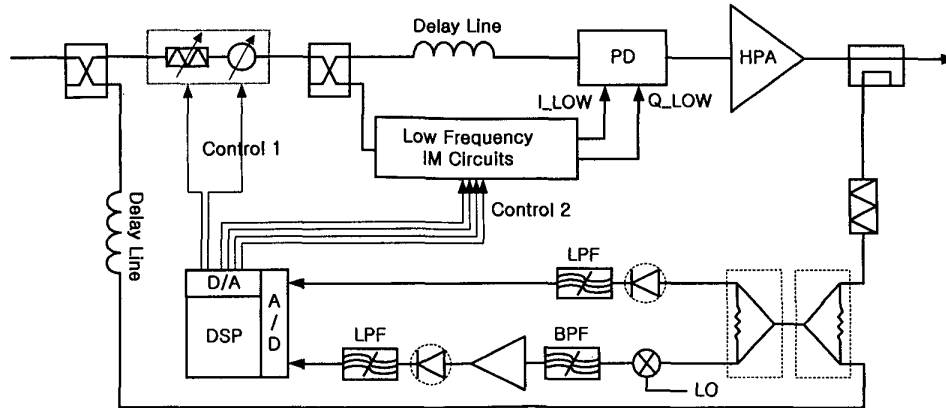 Delay Line
PD
HPA
I_LOW
Q_LOW
Low Frequency
IM Circuits
Control 1
Control 2
Delay Line
D/A
A/D
DSP
LPF
LPF
BPF
LO